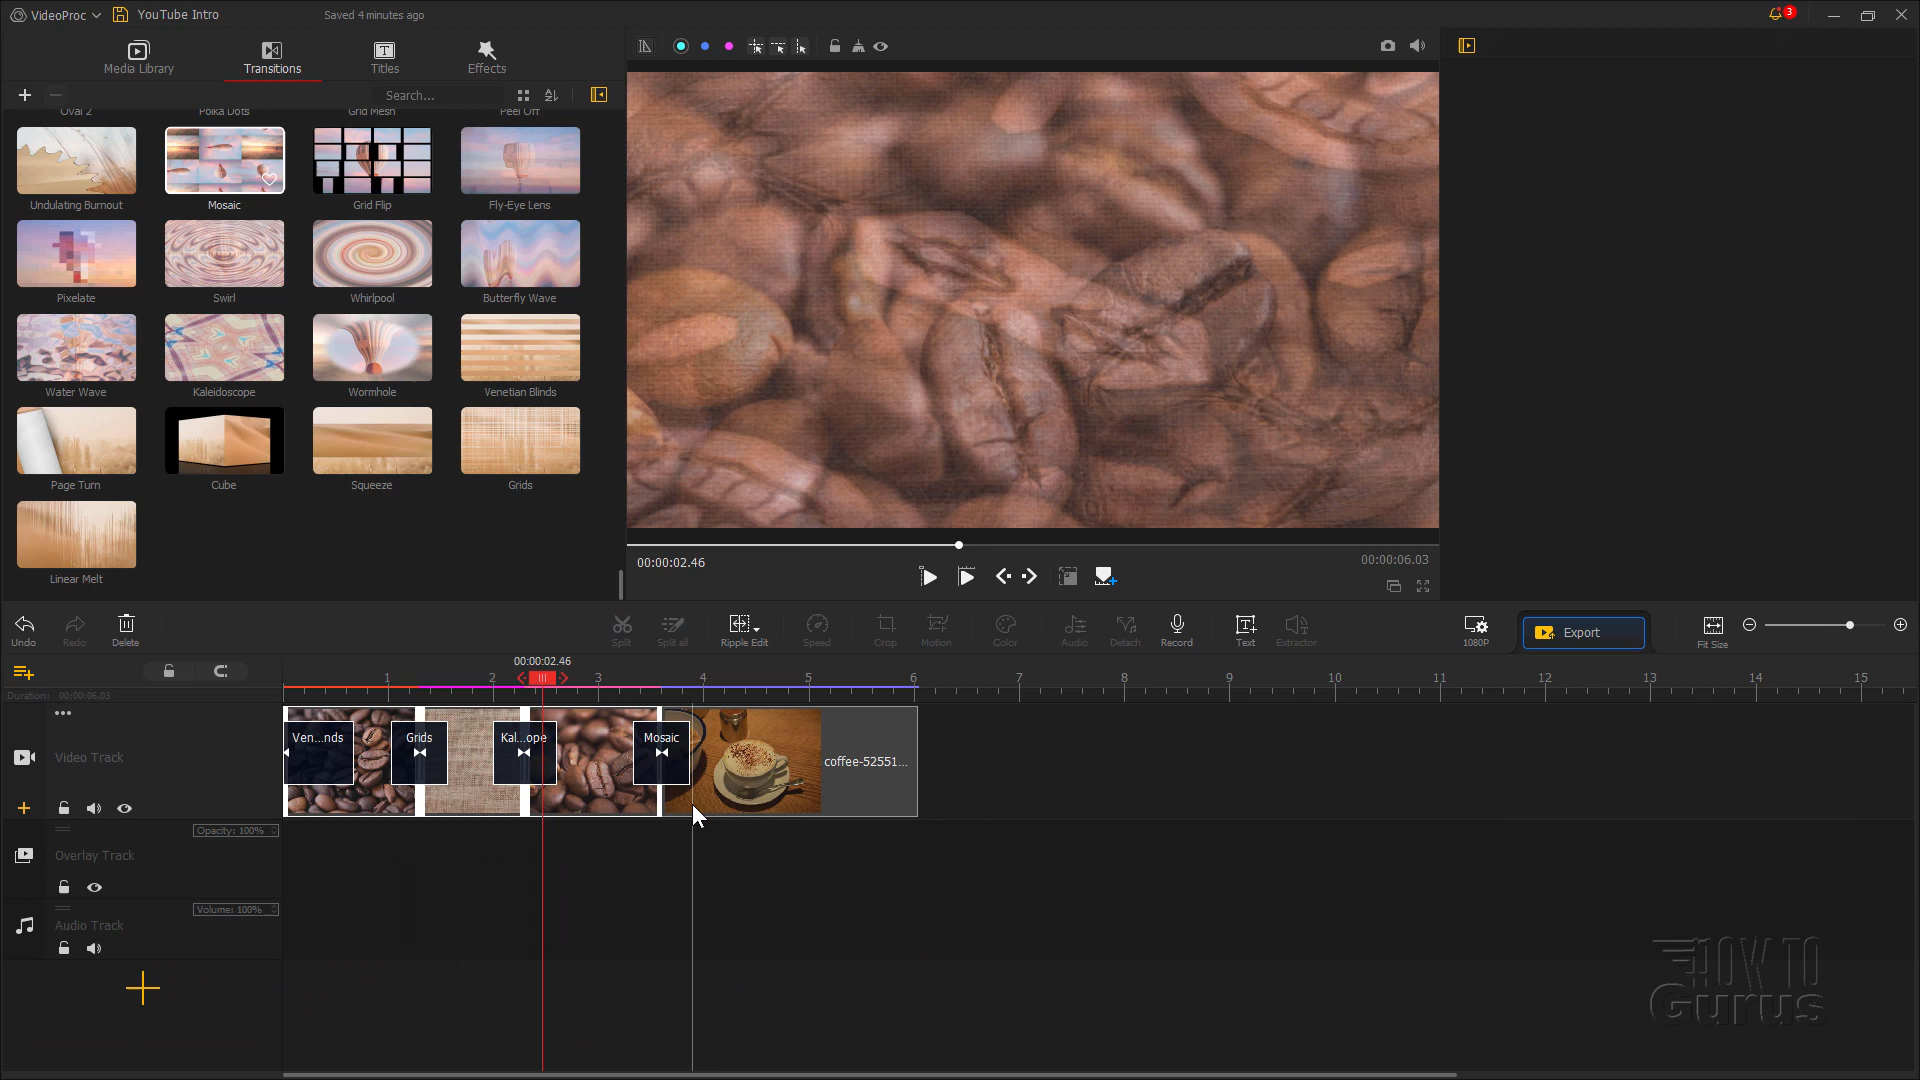 VideoProc
YouTube Intro
Saved 4 minutes ago
3
Media Library
Transitions
Titles
Effects
Search...
Oval 2
Polka Dots
Grid Mesh
Peel Off
Undulating Burnout
Mosaic
Grid Flip
Fly-Eye Lens
Pixelate
Swirl
Whirlpool
Butterfly Wave
Water Wave
Kaleidoscope
Wormhole
Venetian Blinds
Page Turn
Cube
Squeeze
Grids
Linear Melt
00:00:02.46
00:00:06.03
Undo
Redo
Delete
Split
Split all
Ripple Edit
Speed
Crop
Motion
Color
Audio
Detach
Record
Text
Extractor
1080P
Export
Fit Size
00:00:02.46
1 2 3 4 5 6 7 8 9 10 11 12 13 14 15
Duration: 00:00:06.03
Video Track
Ven...nds
Grids
Kal...ope
Mosaic
coffee-52551...
Opacity: 100%
Overlay Track
Volume: 100%
Audio Track
HOW TO
Gurus